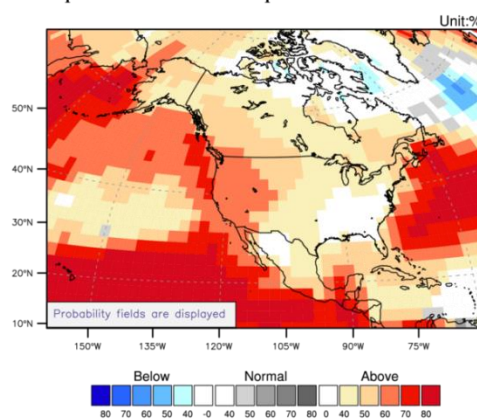 Unit:%
50°N
40°N
30°N
20°N
10°N
Probability fields are displayed
150°W 135°W 120°W 105°W 90°W 75°W
Below Normal Above
80 70 60 50 40 -0 40 50 60 70 80 0 40 50 60 70 80